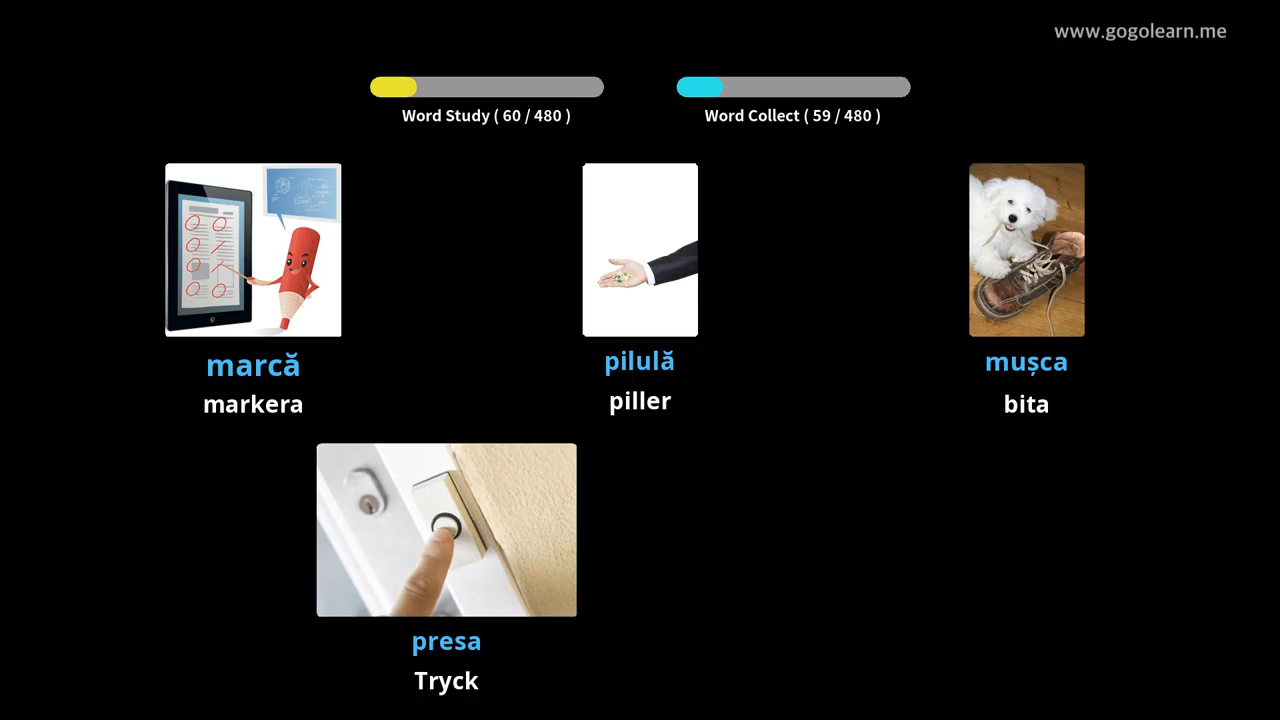 www.gogolearn.me
Word Study ( 60 / 480 )
Word Collect ( 59 / 480 )
marcă
markera
pilulă
piller
mușca
bita
presa
Tryck